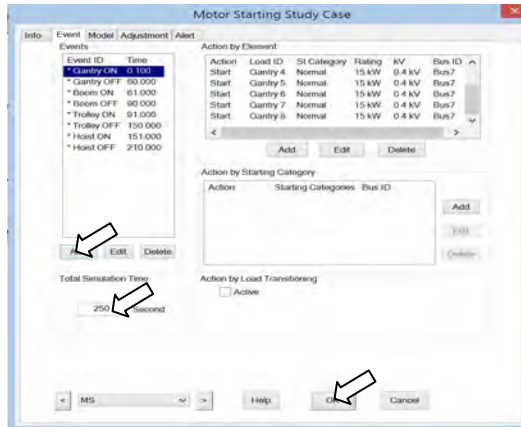 Motor Starting Study Case
Info Event Model Adjustment Alert
Events
Event ID Time
* Gantry ON 0.100
* Gantry OFF 60.000
* Boom ON 61.000
* Boom OFF 90.000
* Trolley ON 91.000
* Trolley OFF 150.000
* Hoist ON 151.000
* Hoist OFF 210.000
Edit Delete
Total Simulation Time
250 Second
Action by Element
Action Load ID St.Category Rating kV Bus ID
Start Gantry 4 Normal 15 kW 0.4 kV Bus7
Start Gantry 5 Normal 15 kW 0.4 kV Bus7
Start Gantry 6 Normal 15 kW 0.4 kV Bus7
Start Gantry 7 Normal 15 kW 0.4 kV Bus7
Start Gantry 8 Normal 15 kW 0.4 kV Bus7
Add Edit Delete
Action by Starting Category
Action Starting Categories Bus ID
Add
Edit
Delete
Action by Load Transitioning
Active
< MS > Help OK Cancel